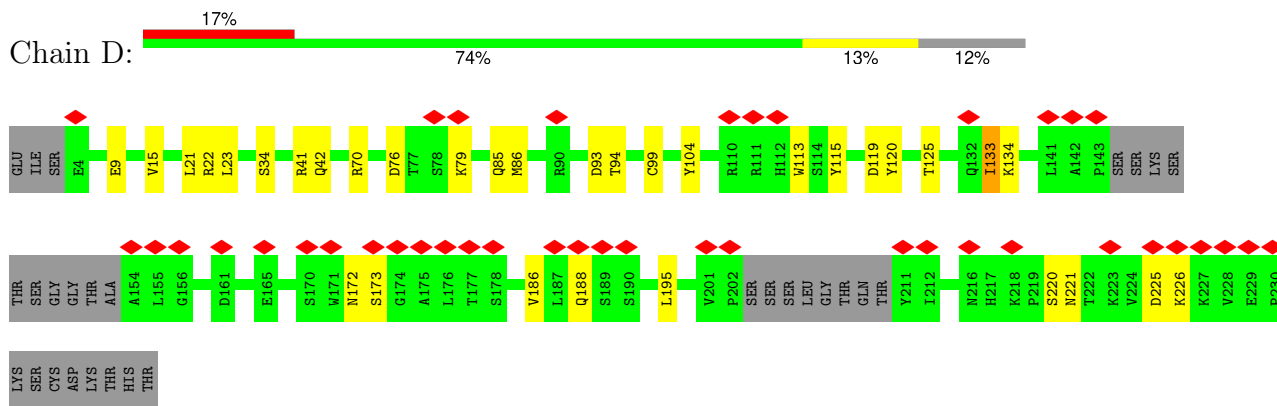 17%
Chain D:
74% 13% 12%
GLU ILE SER E4 E9 V15 L21 R22 L23 S34 R41 Q42 R70 D76 T77 S78 K79 Q85 M86 R90 D93 T94 C99 Y104 R110 R111 H112 W113 S114 Y115 D119 Y120 T125 Q132 I133 K134 L141 A142 P143 SER SER LYS SER
THR SER GLY GLY THR ALA A154 L155 G156 D161 E165 S170 W171 N172 S173 G174 A175 L176 T177 S178 V186 L187 Q188 S189 S190 L195 V201 P202 SER SER SER LEU GLY THR GLN THR Y211 I212 N216 H217 K218 P219 S220 N221 T222 K223 V224 D225 K226 K227 V228 E229 P230
LYS SER CYS ASP LYS THR HIS THR